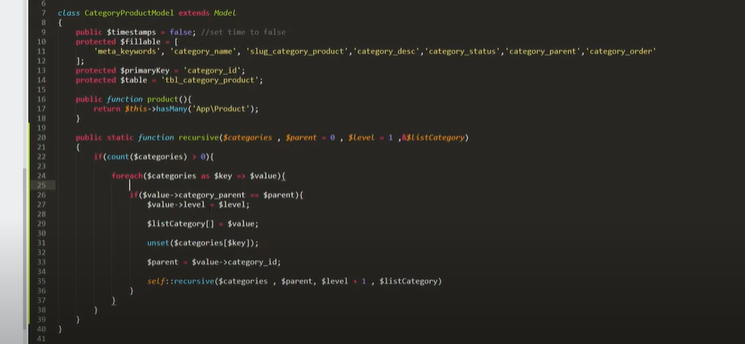 6
7 class CategoryProductModel extends Model
8 {
9 public $timestamps = false; //set time to false
10 protected $fillable = [
11 'meta_keywords', 'category_name', 'slug_category_product','category_desc','category_status','category_parent','category_order'
12 ];
13 protected $primaryKey = 'category_id';
14 protected $table = 'tbl_category_product';
15
16 public function product(){
17 return $this->hasMany('App\Product');
18 }
19
20 public static function recursive($categories , $parent = 0 , $level = 1 ,&$listCategory)
21 {
22 if(count($categories) > 0){
23
24 foreach($categories as $key => $value){
25
26 if($value->category_parent == $parent){
27 $value->level = $level;
28
29 $listCategory[] = $value;
30
31 unset($categories[$key]);
32
33 $parent = $value->category_id;
34
35 self::recursive($categories , $parent, $level + 1 , $listCategory)
36 }
37 }
38 }
39 }
40 }
41